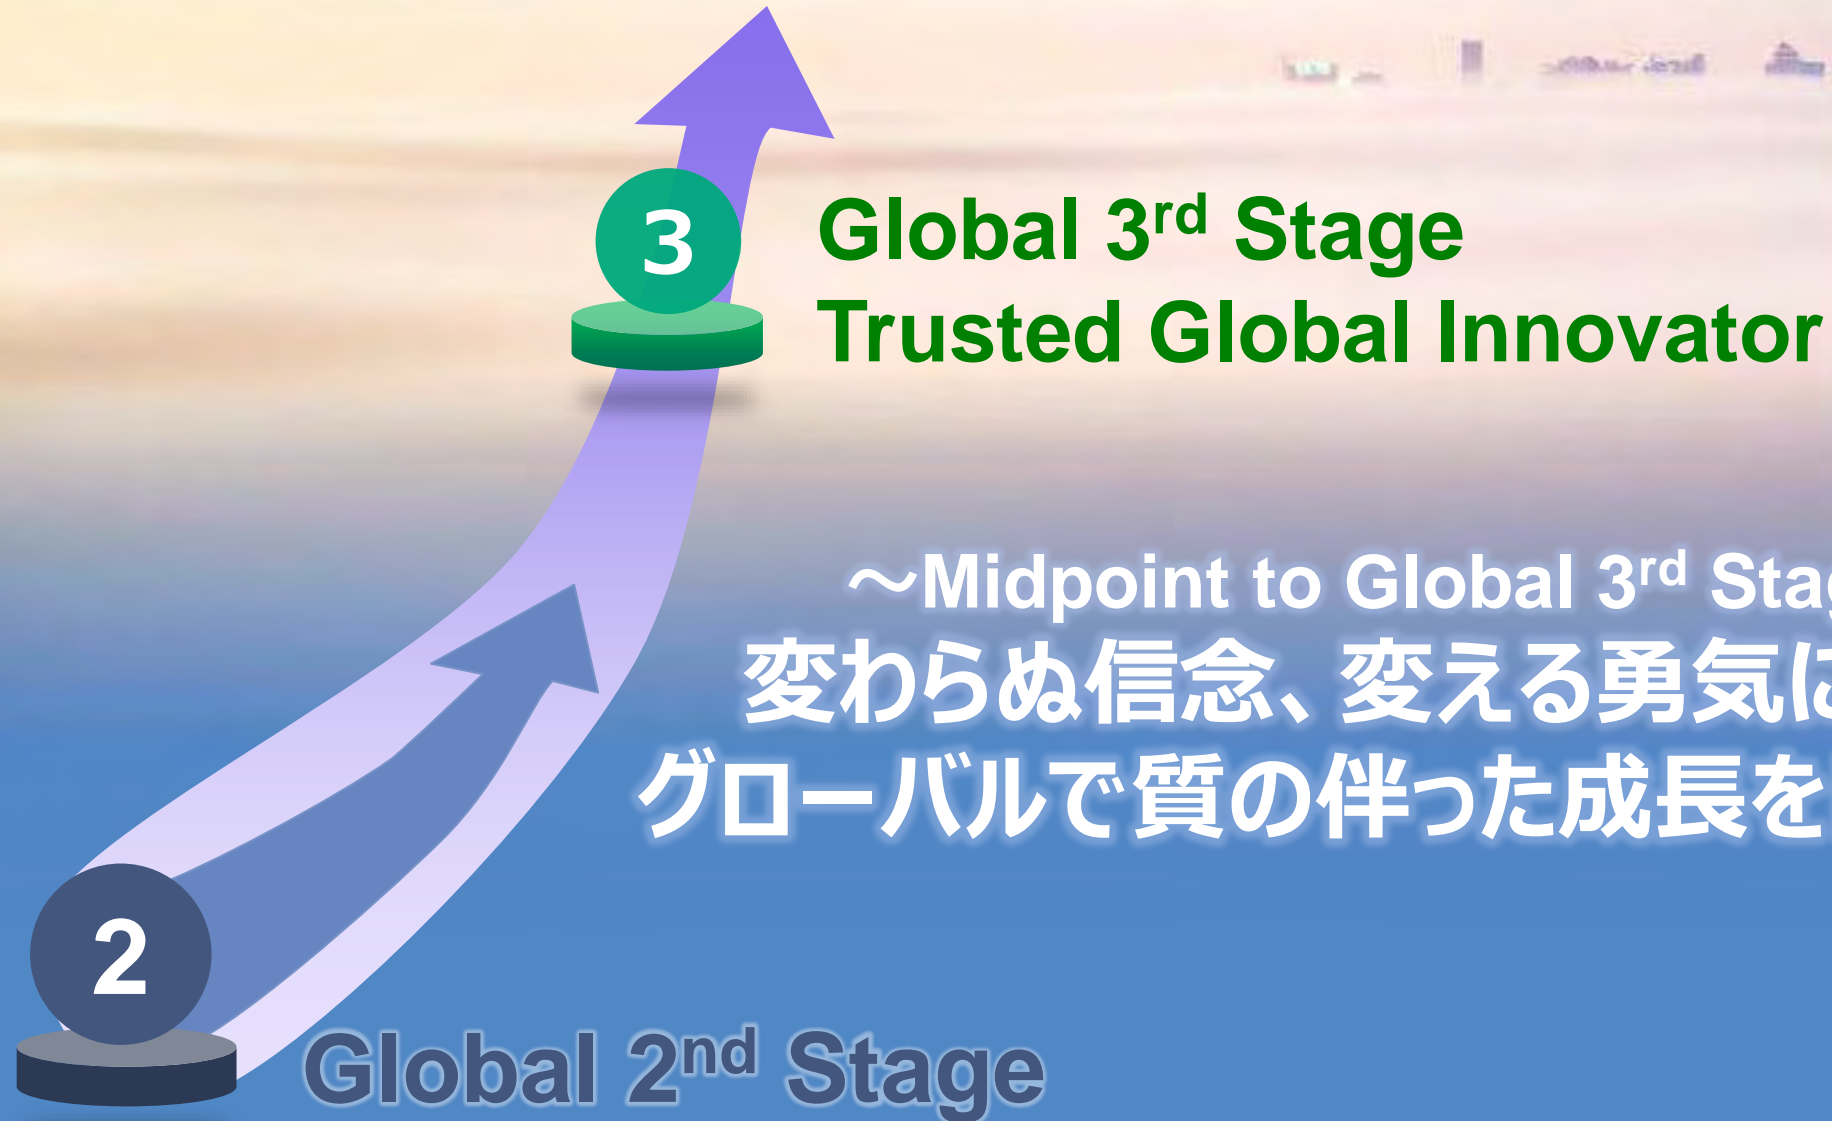 3
Global 3rd Stage
Trusted Global Innovator
～Midpoint to Global 3rd
変わらぬ信念、変える勇気に
グローバルで質の伴った成長を
2
Global 2nd Stage